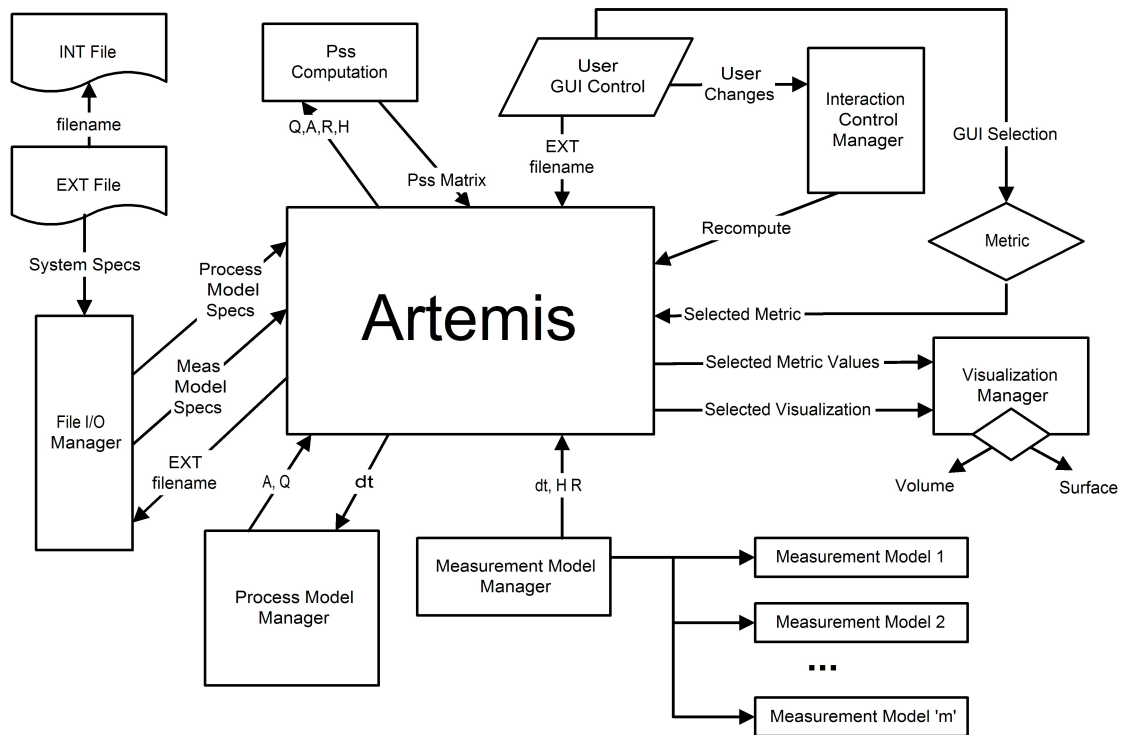 INT File
filename
EXT File
System Specs
File I/O
Manager
Process
Model
Specs
Meas
Model
Specs
EXT
filename
Pss
Computation
Q,A,R,H
Pss Matrix
User
GUI Control
User
Changes
EXT
filename
Interaction
Control
Manager
GUI Selection
Recompute
Metric
Artemis
Selected Metric
Selected Metric Values
Selected Visualization
Visualization
Manager
Volume
Surface
A, Q
dt
dt, H R
Process Model
Manager
Measurement Model
Manager
Measurement Model 1
Measurement Model 2
...
Measurement Model 'm'